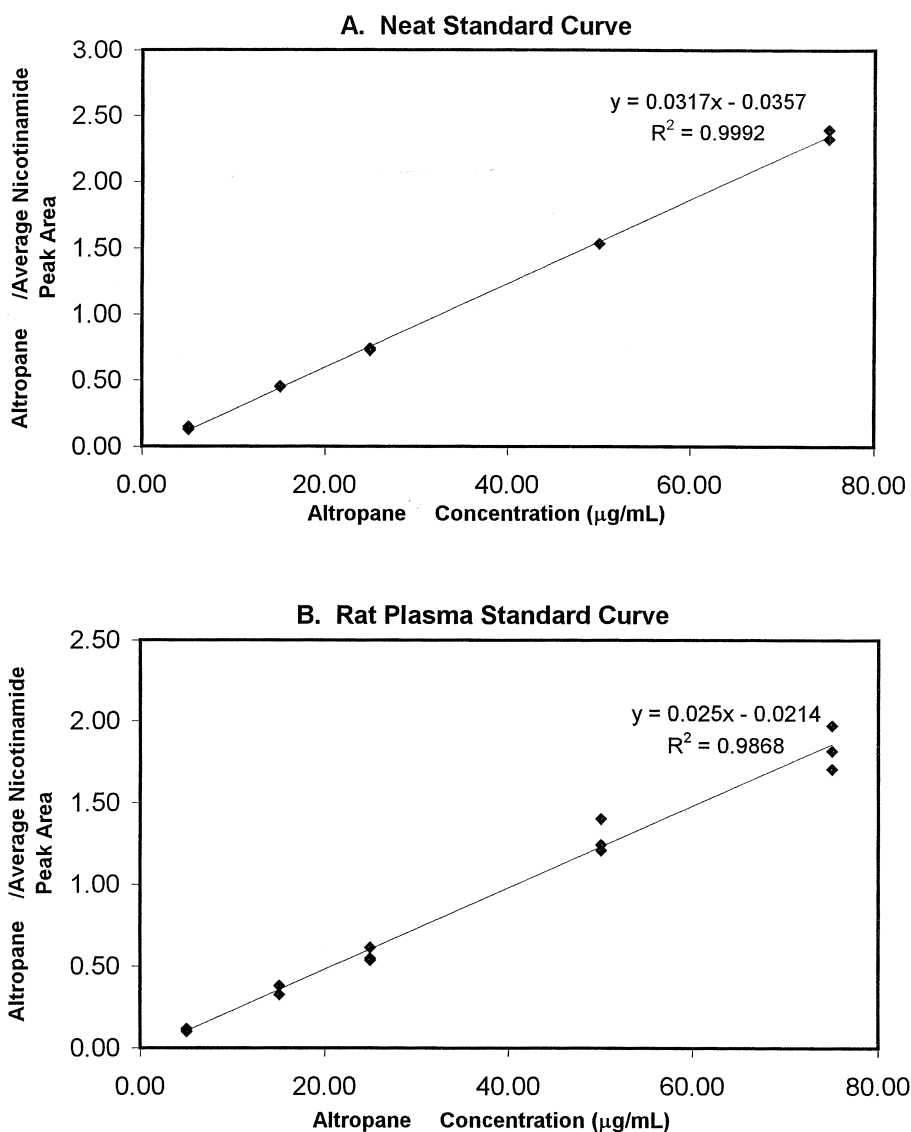 A. Neat Standard Curve
3.00
2.50
2.00
1.50
1.00
0.50
0.00
Altropane /Average Nicotinamide
Peak Area
y = 0.0317x - 0.0357
R² = 0.9992
0.00 20.00 40.00 60.00 80.00
Altropane Concentration (µg/mL)
B. Rat Plasma Standard Curve
2.50
2.00
1.50
1.00
0.50
0.00
Altropane /Average Nicotinamide
Peak Area
y = 0.025x - 0.0214
R² = 0.9868
0.00 20.00 40.00 60.00 80.00
Altropane Concentration (µg/mL)